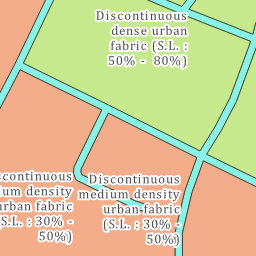 Discontinuous
dense urban
fabric (S.L. :
50% - 80%)
scontinuous
um density
urban fabric
S.L. : 30% -
50%)
Discontinuous
medium density
urban fabric
(S.L. : 30% -
50%)